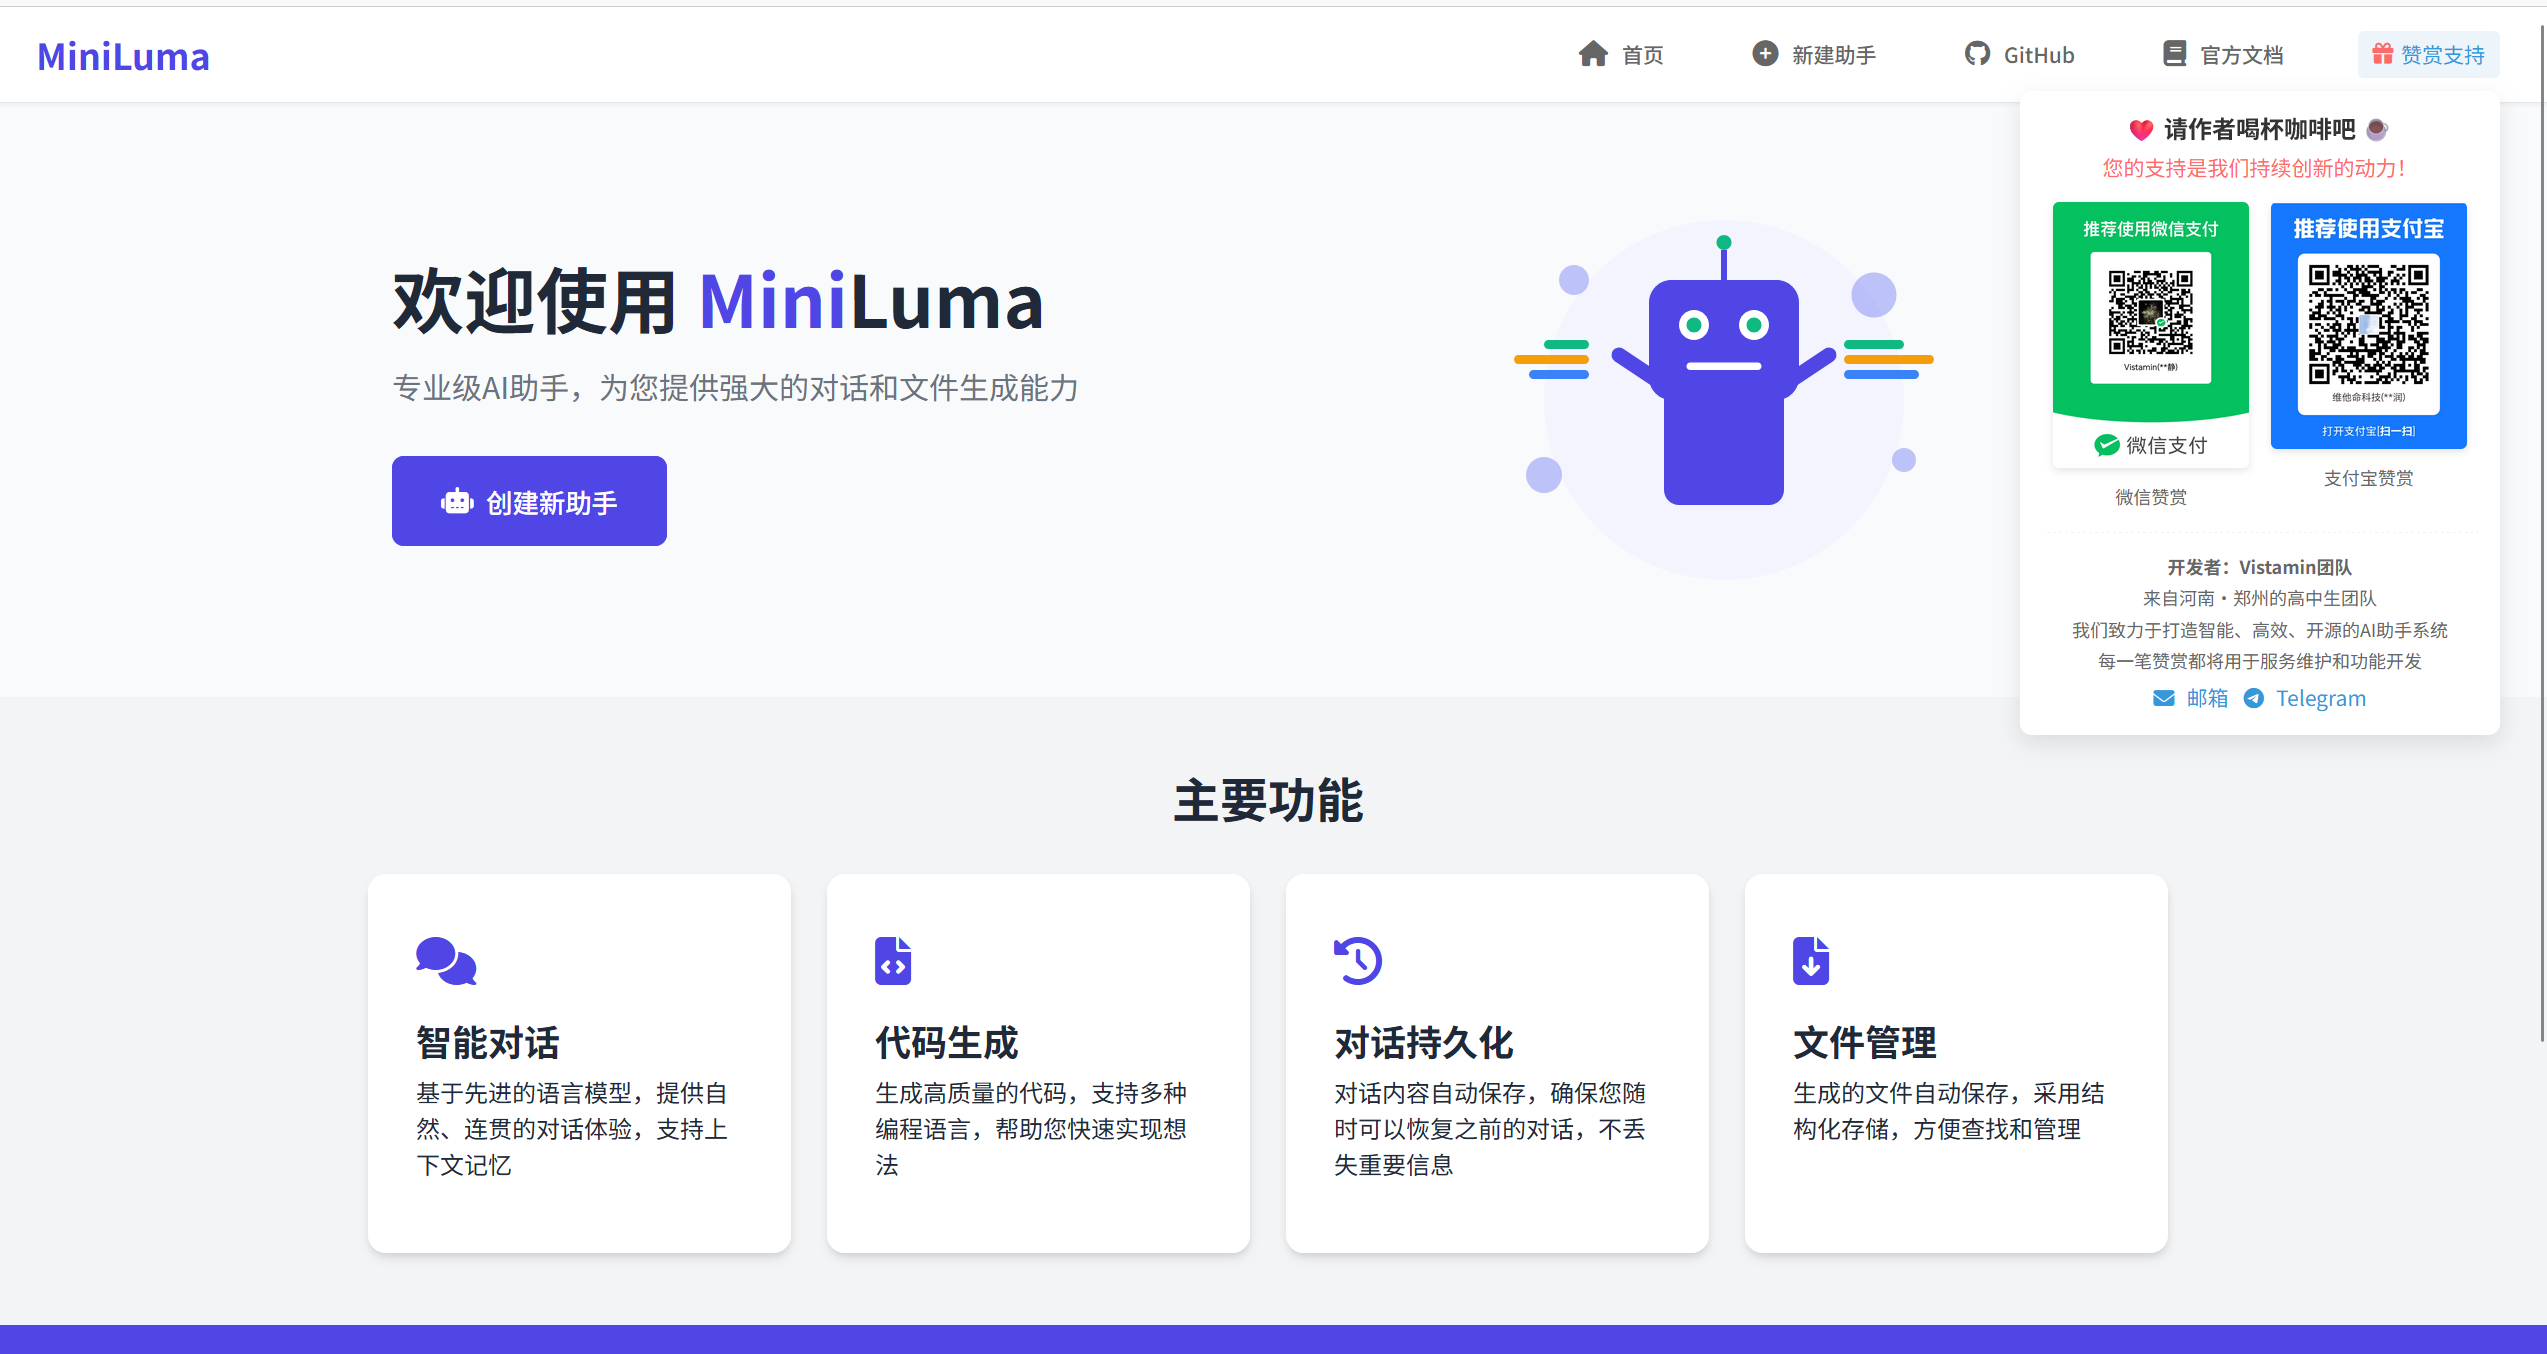 MiniLuma
首页
新建助手
GitHub
官方文档
赞赏支持
请作者喝杯咖啡吧
您的支持是我们持续创新的动力！
推荐使用微信支付
Vistamin(**静)
微信支付
微信赞赏
推荐使用支付宝
维他命科技(**润)
打开支付宝[扫一扫]
支付宝赞赏
开发者：Vistamin团队
来自河南·郑州的高中生团队
我们致力于打造智能、高效、开源的AI助手系统
每一笔赞赏都将用于服务维护和功能开发
邮箱
Telegram
欢迎使用 MiniLuma
专业级AI助手，为您提供强大的对话和文件生成能力
创建新助手
主要功能
智能对话
基于先进的语言模型，提供自
然、连贯的对话体验，支持上
下文记忆
代码生成
生成高质量的代码，支持多种
编程语言，帮助您快速实现想
法
对话持久化
对话内容自动保存，确保您随
时可以恢复之前的对话，不丢
失重要信息
文件管理
生成的文件自动保存，采用结
构化存储，方便查找和管理